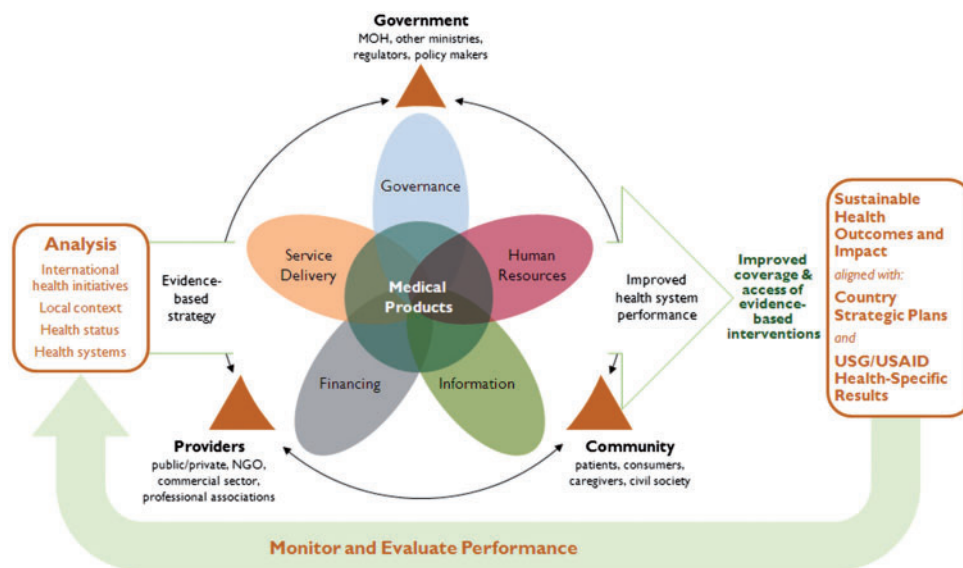 Government
MOH, other ministries,
regulators, policy makers
Governance
Service
Delivery
Human
Resources
Medical
Products
Financing
Information
Analysis
International
health initiatives
Local context
Health status
Health systems
Evidence-
based
strategy
Improved
health system
performance
Improved
coverage &
access of
evidence-
based
interventions
Sustainable
Health
Outcomes and
Impact
aligned with:
Country
Strategic Plans
and
USG/USAID
Health-Specific
Results
Providers
public/private, NGO,
commercial sector,
professional associations
Community
patients, consumers,
caregivers, civil society
Monitor and Evaluate Performance